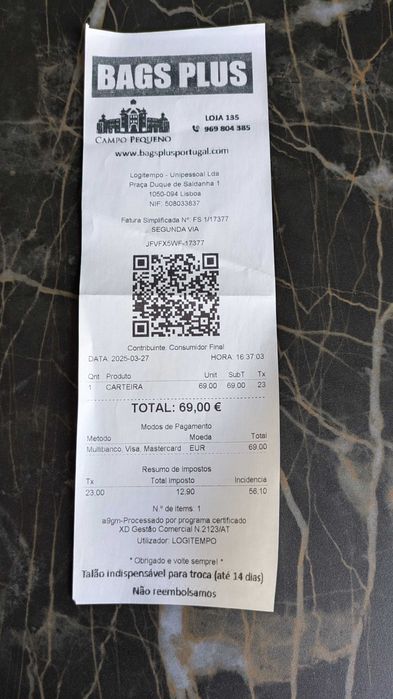 BAGS PLUS
CAMPO PEQUENO
LOJA 135
969 804 385
www.bagsplusportugal.com
Logitempo - Unipessoal Lda
Praça Duque de Saldanha 1
1050-094 Lisboa
NIF: 508033637
Fatura Simplificada Nº. FS 1/17377
SEGUNDA VIA
JFVFX5WF-17377
Contribuinte: Consumidor Final
DATA: 2025-03-27 HORA: 16:37:03
Qnt Produto Unit SubT Tx
1 CARTEIRA 69,00 69,00 23
TOTAL: 69,00 €
Modos de Pagamento
Metodo Moeda Total
Multibanco, Visa, Mastercard EUR 69,00
Resumo de Impostos
Tx Total Imposto Incidencia
23,00 12,90 56,10
N.º de items: 1
a9gm-Processado por programa certificado
XD Gestão Comercial N.2123/AT
Utilizador: LOGITEMPO
* Obrigado e volte sempre! *
Talão indispensável para troca (até 14 dias)
Não reembolsamos